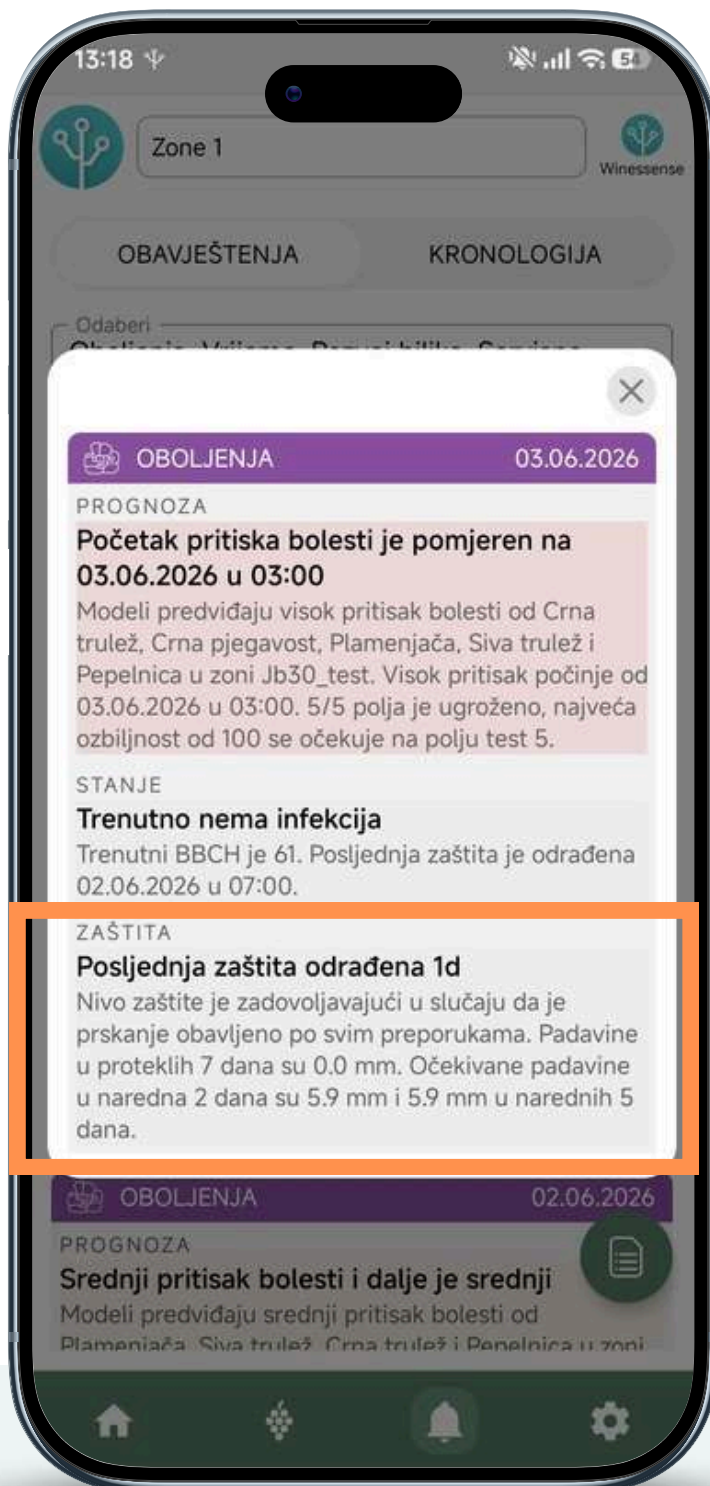 13:18
54
Zone 1
Winessense
OBAVJEŠTENJA
KRONOLOGIJA
Odaberi
OBOLJENJA 03.06.2026
PROGNOZA
Početak pritiska bolesti je pomjeren na
03.06.2026 u 03:00
Modeli predviđaju visok pritisak bolesti od Crna
trulež, Crna pjegavost, Plamenjača, Siva trulež i
Pepelnica u zoni Jb30_test. Visok pritisak počinje od
03.06.2026 u 03:00. 5/5 polja je ugroženo, najveća
ozbiljnost od 100 se očekuje na polju test 5.
STANJE
Trenutno nema infekcija
Trenutni BBCH je 61. Posljednja zaštita je odrađena
02.06.2026 u 07:00.
ZAŠTITA
Posljednja zaštita odrađena 1d
Nivo zaštite je zadovoljavajući u slučaju da je
prskanje obavljeno po svim preporukama. Padavine
u proteklih 7 dana su 0.0 mm. Očekivane padavine
u naredna 2 dana su 5.9 mm i 5.9 mm u narednih 5
dana.
OBOLJENJA 02.06.2026
PROGNOZA
Srednji pritisak bolesti i dalje je srednji
Modeli predviđaju srednji pritisak bolesti od
Plamenjača, Siva trulež, Crna trulež i Pepelnica u zoni